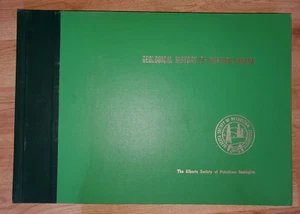 GEOLOGICAL HISTORY OF WESTERN CANADA
The Alberta Society of Petroleum Geologists